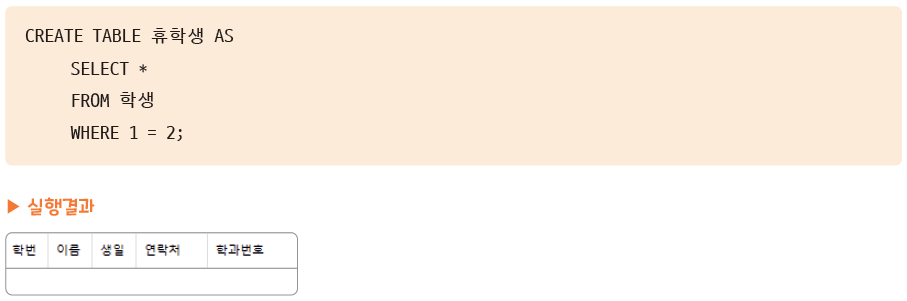 CREATE TABLE 휴학생 AS
SELECT *
FROM 학생
WHERE 1 = 2;
▶ 실행결과
학번 이름 생일 연락처 학과번호